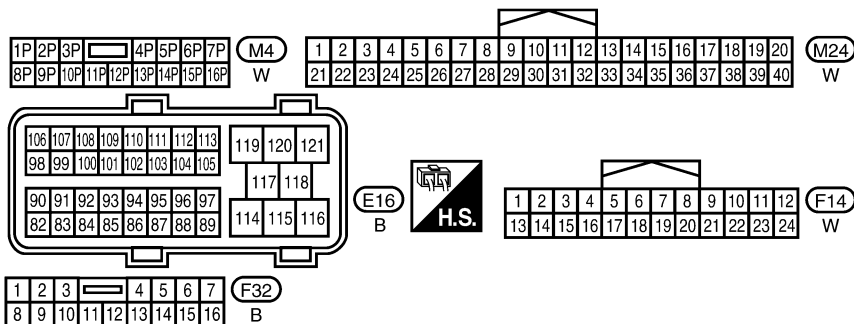 1P 2P 3P 4P 5P 6P 7P
8P 9P 10P 11P 12P 13P 14P 15P 16P
M4
W
1 2 3 4 5 6 7 8 9 10 11 12 13 14 15 16 17 18 19 20
21 22 23 24 25 26 27 28 29 30 31 32 33 34 35 36 37 38 39 40
M24
W
106 107 108 109 110 111 112 113
98 99 100 101 102 103 104 105
90 91 92 93 94 95 96 97
82 83 84 85 86 87 88 89
119 120 121
117 118
114 115 116
E16
B
H.S.
1 2 3 4 5 6 7 8 9 10 11 12
13 14 15 16 17 18 19 20 21 22 23 24
F14
W
1 2 3 4 5 6 7
8 9 10 11 12 13 14 15 16
F32
B